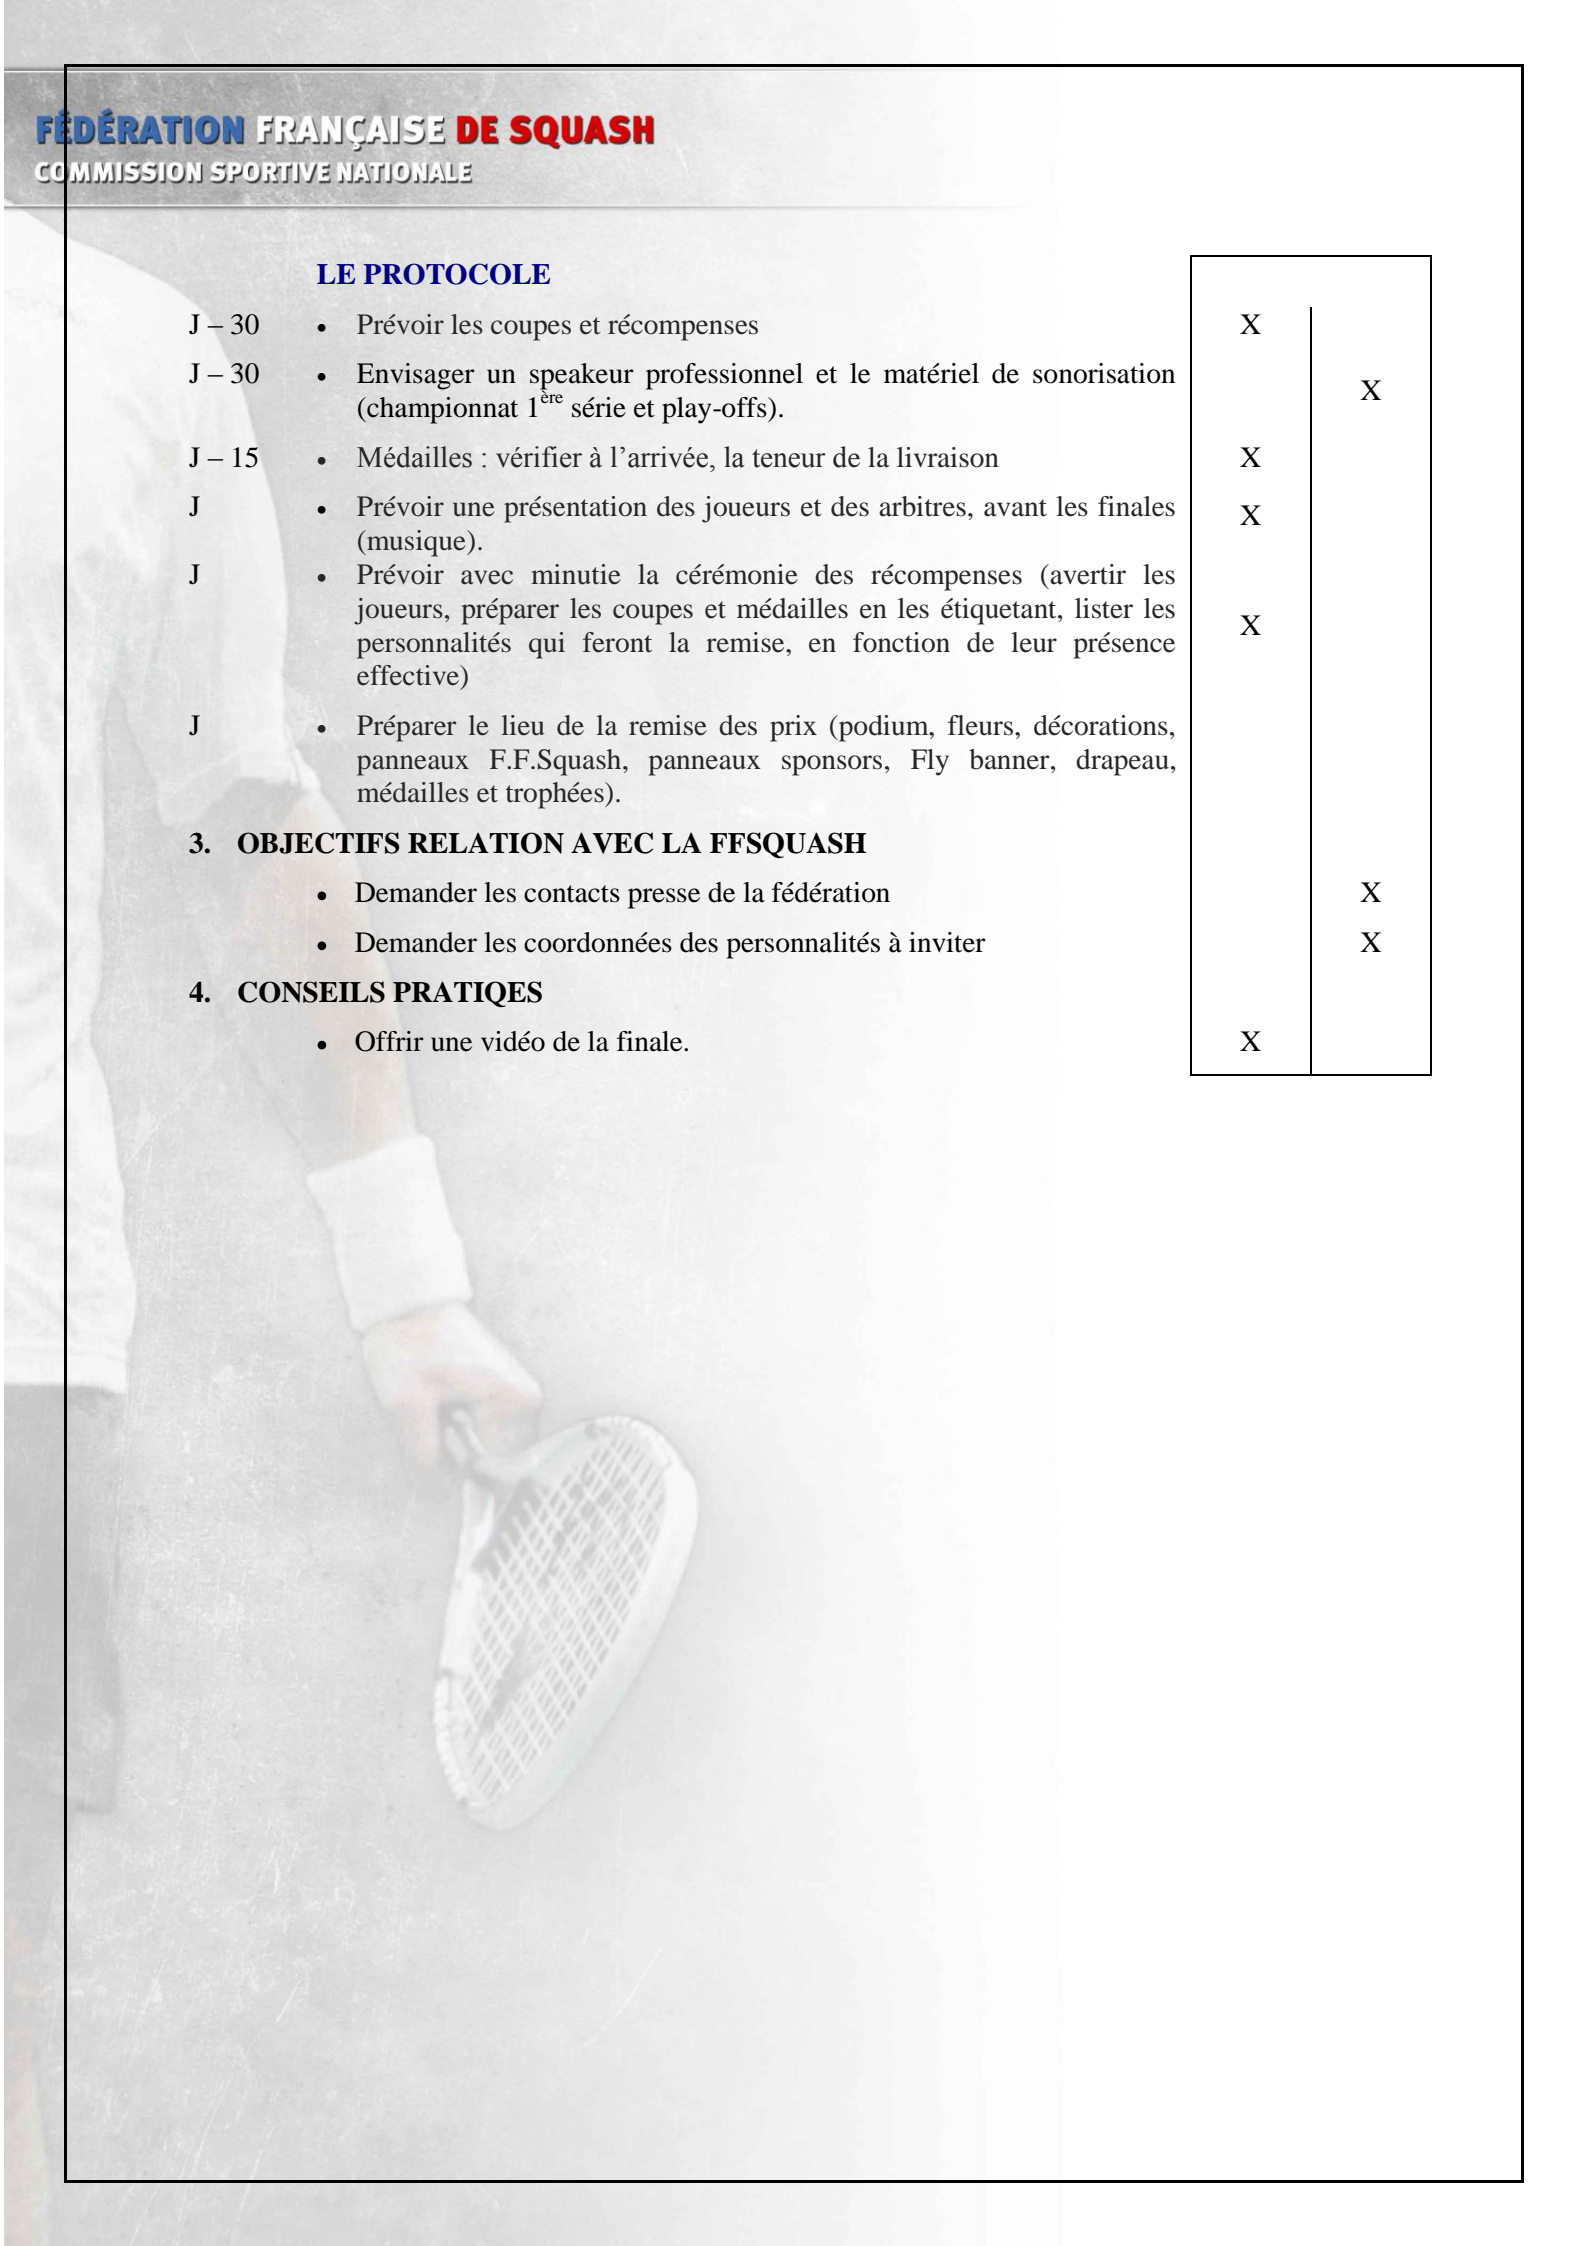 FÉDÉRATION FRANÇAISE DE SQUASH
COMMISSION SPORTIVE NATIONALE
LE PROTOCOLE
J – 30 • Prévoir les coupes et récompenses X
J – 30 • Envisager un speakeur professionnel et le matériel de sonorisation
(championnat 1ère série et play-offs). X
J – 15 • Médailles : vérifier à l’arrivée, la teneur de la livraison X
J • Prévoir une présentation des joueurs et des arbitres, avant les finales X
(musique).
J • Prévoir avec minutie la cérémonie des récompenses (avertir les
joueurs, préparer les coupes et médailles en les étiquetant, lister les X
personnalités qui feront la remise, en fonction de leur présence
effective)
J • Préparer le lieu de la remise des prix (podium, fleurs, décorations,
panneaux F.F.Squash, panneaux sponsors, Fly banner, drapeau,
médailles et trophées).
3. OBJECTIFS RELATION AVEC LA FFSQUASH
• Demander les contacts presse de la fédération X
• Demander les coordonnées des personnalités à inviter X
4. CONSEILS PRATIQES
• Offrir une vidéo de la finale. X